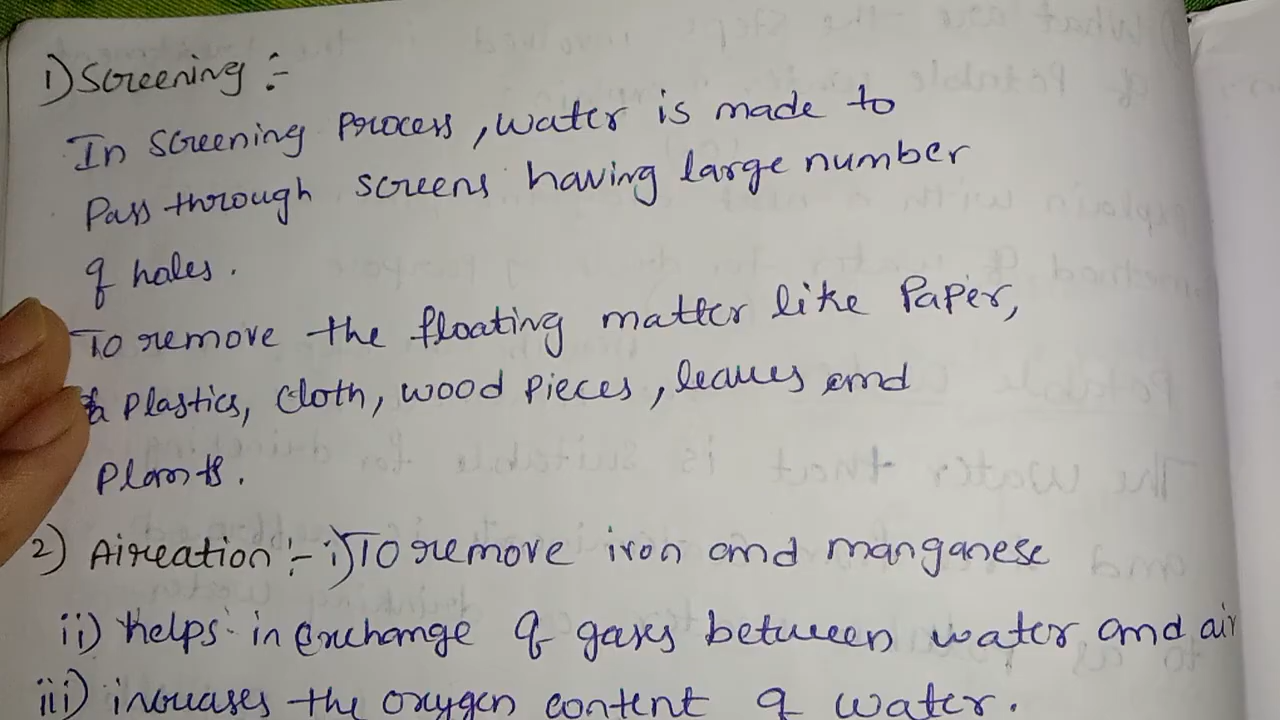 1) Screening :-
In screening process, water is made to
Pass through screens having large number
of holes.
To remove the floating matter like Paper,
Plastics, cloth, wood pieces, leaves and
Plants.
2) Aireation :- i) To remove iron and manganese
ii) helps in exchange of gases between water and air
iii) increases the oxygen content of water.